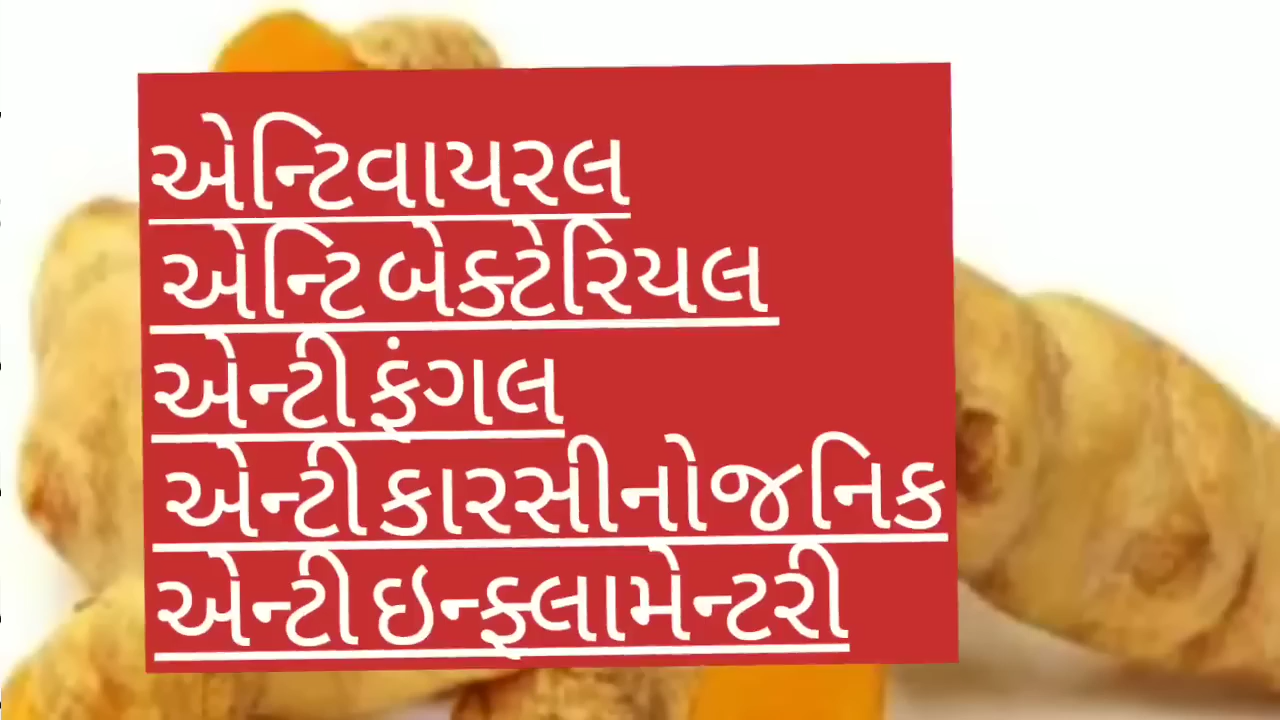 એન્ટિવાયરલ
એન્ટિ બેક્ટેરિયલ
એન્ટી ફંગલ
એન્ટી કારસીનોજનિક
એન્ટી ઇન્ફ્લામેન્ટરી